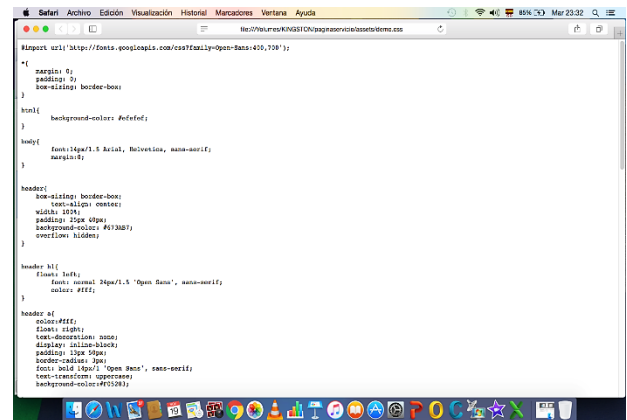 Safari Archivo Edición Visualización Historial Marcadores Ventana Ayuda 85% Mar 23:32
file:///Volumes/KINGSTON/paginaservicio/assets/demo.css
@import url('http://fonts.googleapis.com/css?family=Open+Sans:400,700');
*{
margin: 0;
padding: 0;
box-sizing: border-box;
}
html{
background-color: #efefef;
}
body{
font:14px/1.5 Arial, Helvetica, sans-serif;
margin:0;
}
header{
box-sizing: border-box;
text-align: center;
width: 100%;
padding: 25px 40px;
background-color: #673AB7;
overflow: hidden;
}
header h1{
float: left;
font: normal 24px/1.5 'Open Sans', sans-serif;
color: #fff;
}
header a{
color:#fff;
float: right;
text-decoration: none;
display: inline-block;
padding: 13px 50px;
border-radius: 3px;
font: bold 14px/1 'Open Sans', sans-serif;
text-transform: uppercase;
background-color:#F05283;
19